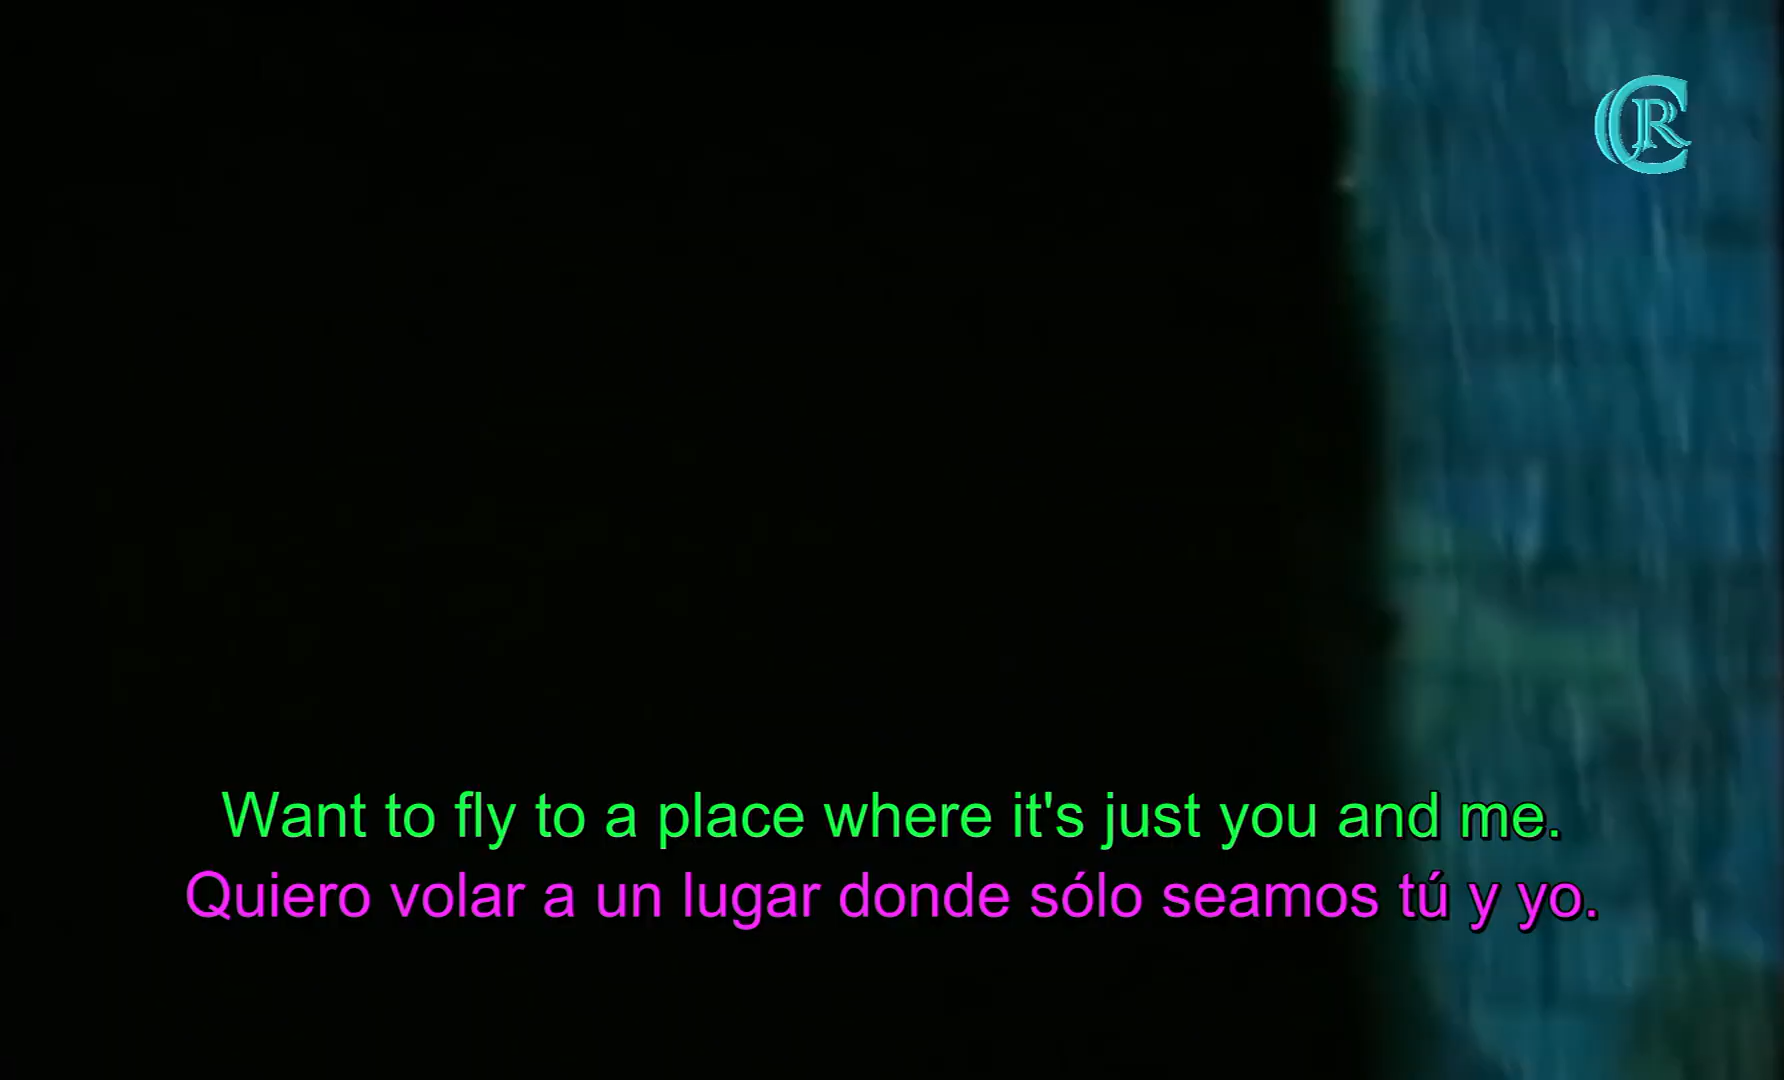 CJR
Want to fly to a place where it's just you and me.
Quiero volar a un lugar donde sólo seamos tú y yo.